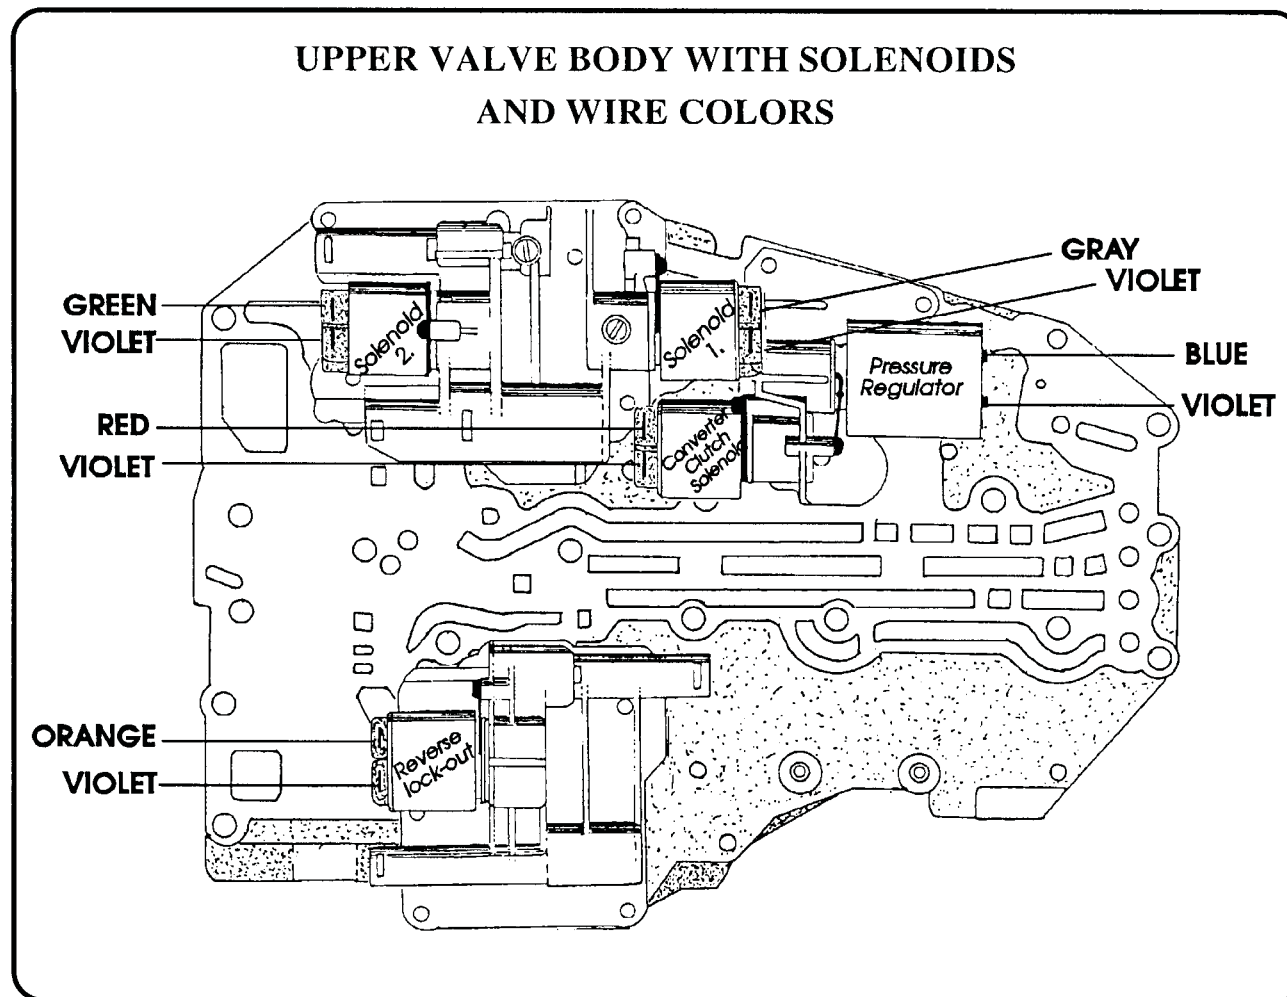 UPPER VALVE BODY WITH SOLENOIDS
AND WIRE COLORS
GRAY
VIOLET
GREEN
VIOLET
Solenoid
2.
Solenoid
1.
Pressure
Regulator
BLUE
VIOLET
RED
VIOLET
Converter
Clutch
Solenoid
ORANGE
VIOLET
Reverse
lock-out